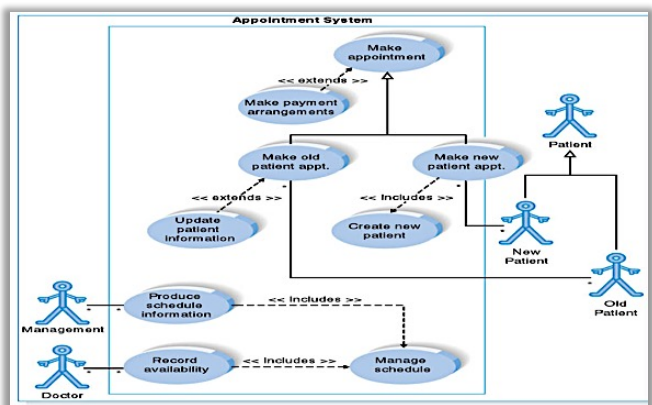 Appointment System
Make
appointment
<< extends >>
Make payment
arrangements
Patient
Make old
patient appt.
Make new
patient appt.
<< extends >>
<< Includes >>
Update
patient
information
Create new
patient
New
Patient
Old
Patient
Management
Produce
schedule
information
<< Includes >>
Doctor
Record
availability
<< Includes >>
Manage
schedule